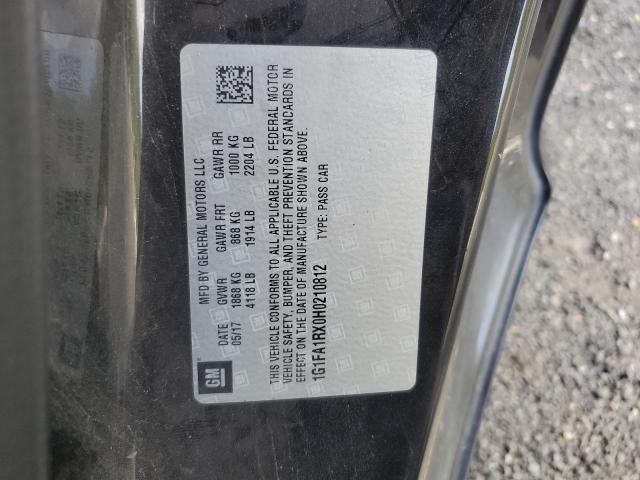 GM
MFD BY GENERAL MOTORS LLC
DATE GVWR GAWR FRT GAWR RR
05/17 1868 KG 868 KG 1000 KG
4118 LB 1914 LB 2204 LB
THIS VEHICLE CONFORMS TO ALL APPLICABLE U.S. FEDERAL MOTOR
VEHICLE SAFETY, BUMPER, AND THEFT PREVENTION STANDARDS IN
EFFECT ON THE DATE OF MANUFACTURE SHOWN ABOVE.
1G1FA1RX0H0210812 TYPE: PASS CAR